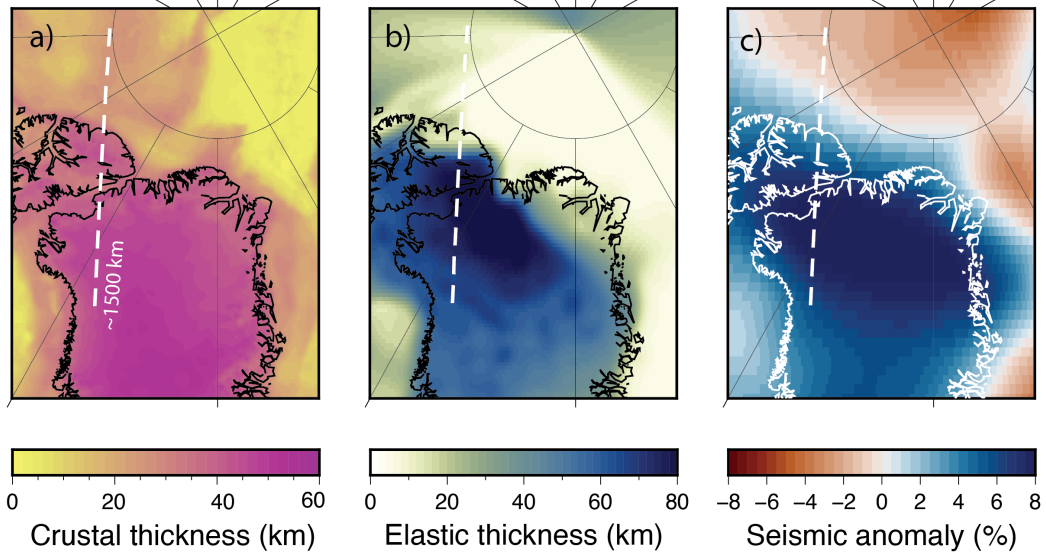 a)
b)
c)
~1500 km
0 20 40 60
0 20 40 60 80
−8 −6 −4 −2 0 2 4 6 8
Crustal thickness (km)
Elastic thickness (km)
Seismic anomaly (%)